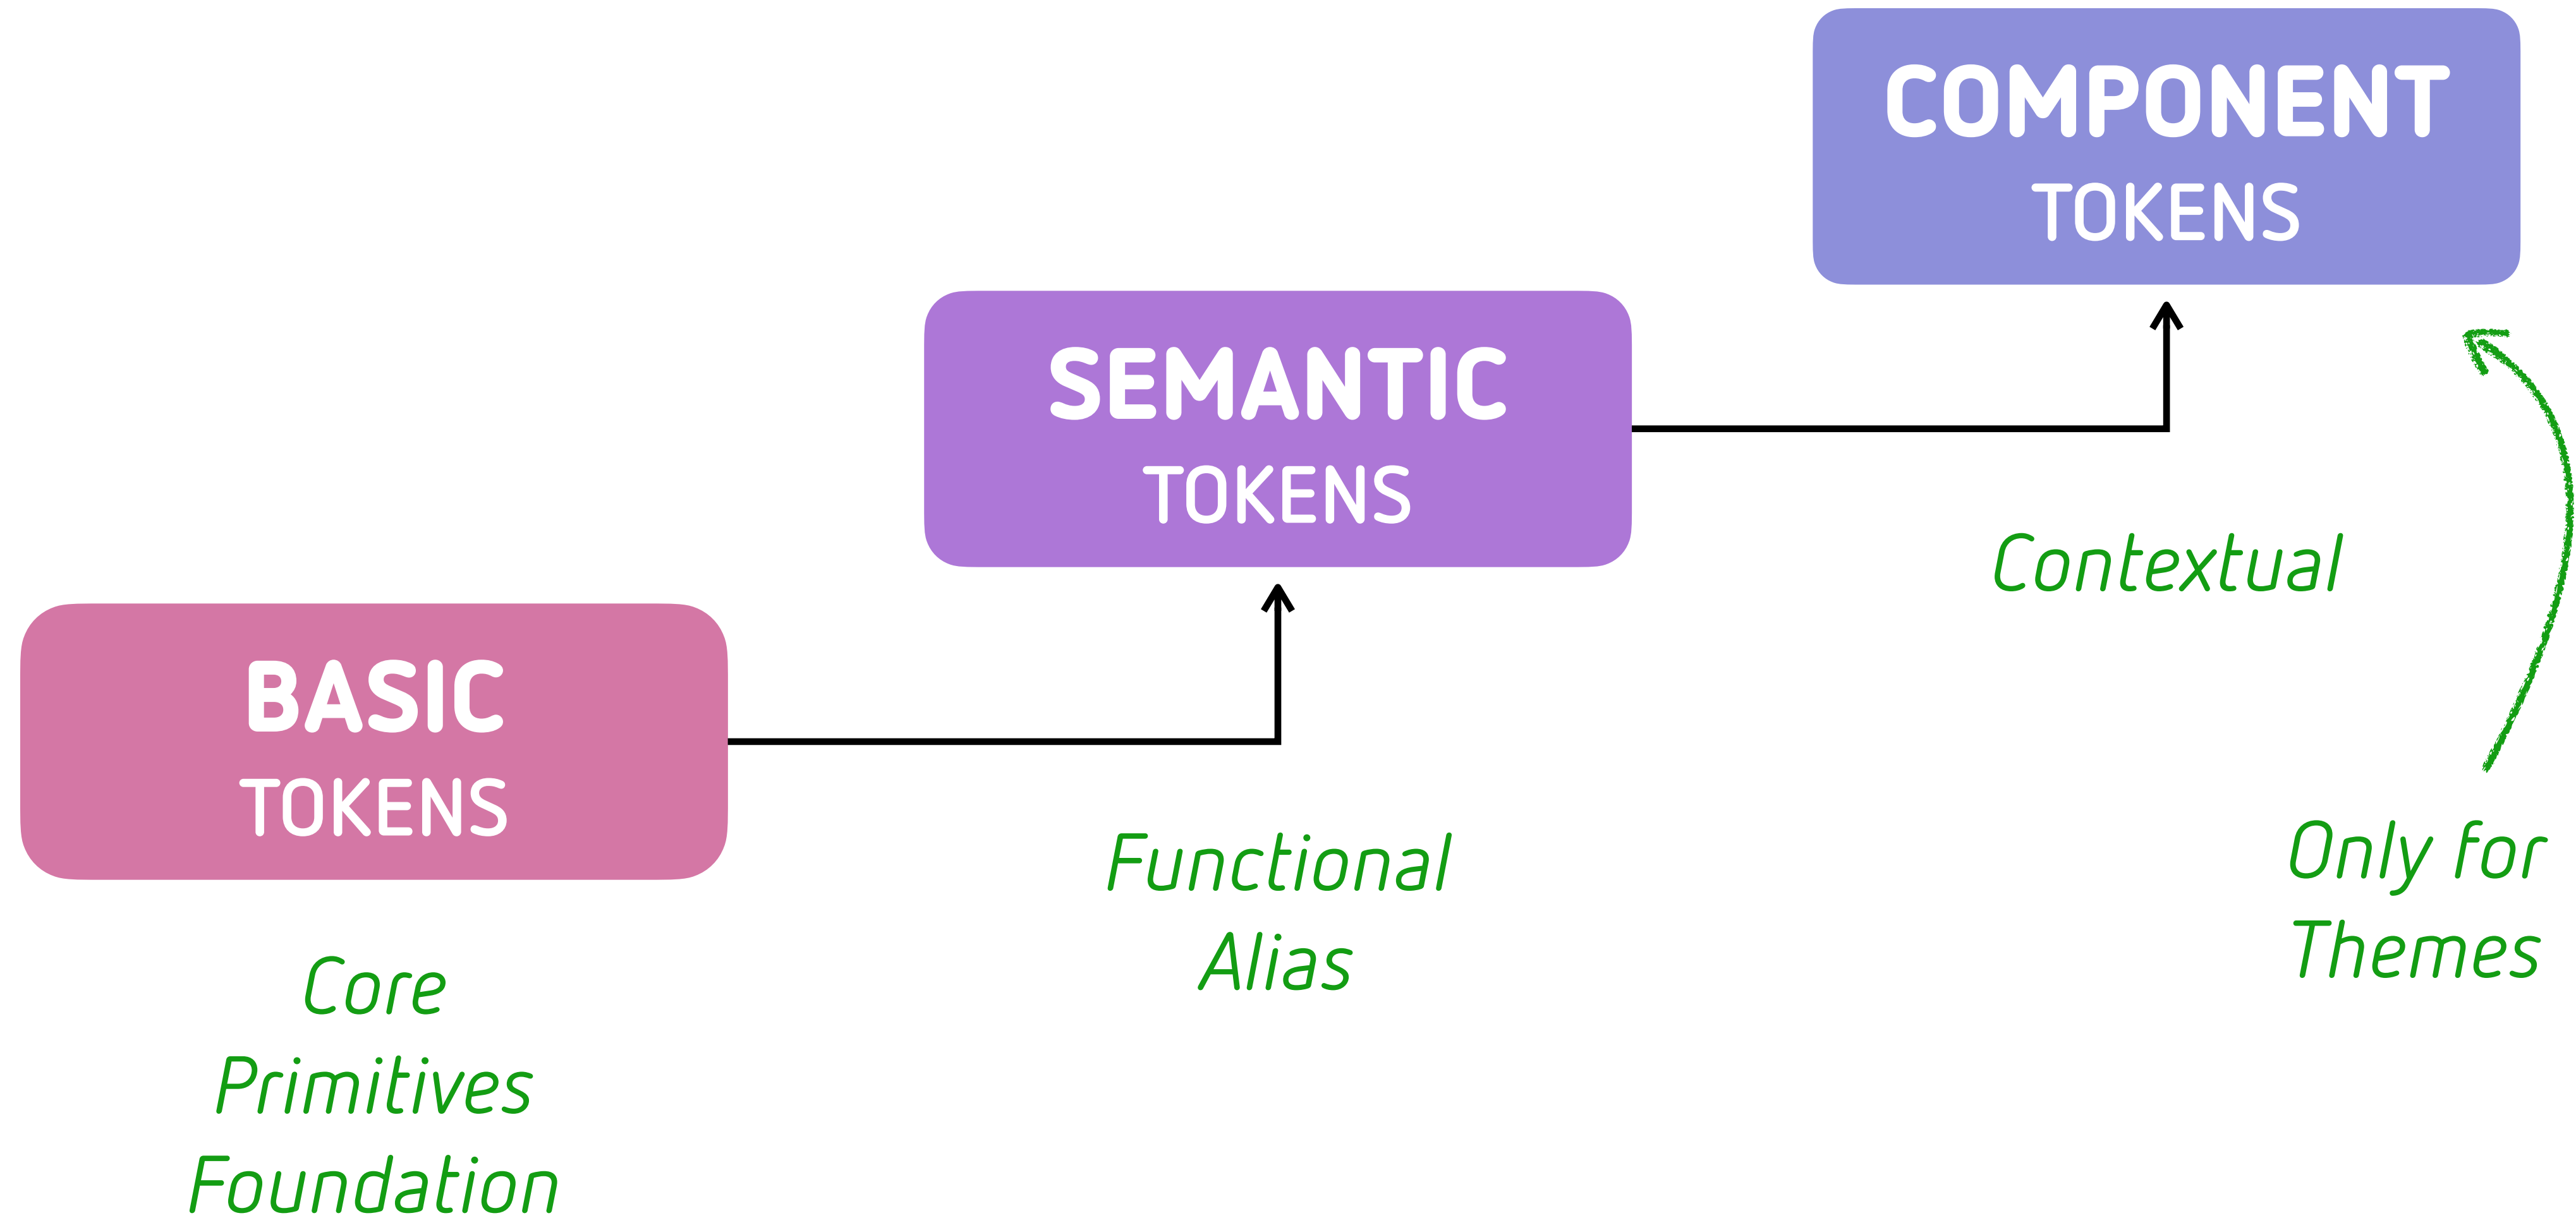 COMPONENT
TOKENS
SEMANTIC
TOKENS
BASIC
TOKENS
Contextual
Functional
Alias
Only for
Themes
Core
Primitives
Foundation